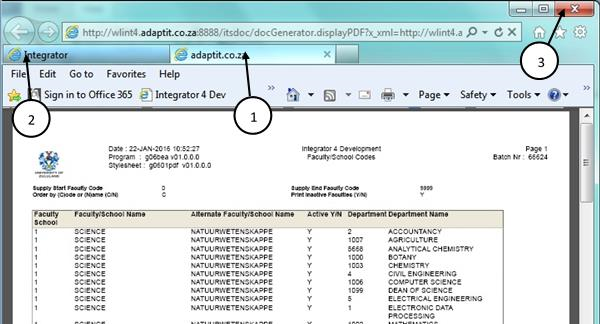 3
http://wlint4.adaptit.co.za:8888/itsdoc/docGenerator.displayPDF?x_xml=http://wlint4.a
Integrator
adaptit.co.za
File Edit Go to Favorites Help
Sign in to Office 365 Integrator 4 Dev » Page Safety Tools »
2
1
Date : 22-JAN-2016 10:52:27 Integrator 4 Development Page 1
Program : g06bea v01.0.0.0 Faculty/School Codes Batch Nr : 66624
Stylesheet : g0601pdf v01.0.0.0
UNIVERSITY OF
ZULULAND
Supply Start Faculty Code 0 Supply End Faculty Code 9999
Order by (C)ode or (N)ame (C/N) C Print Inactive Faculties (Y/N) Y
Faculty Faculty/School Name Alternate Faculty/School Name Active Y/N Department Department Name
School
1 SCIENCE NATUURWETENSKAPPE Y 2 ACCOUNTANCY
1 SCIENCE NATUURWETENSKAPPE Y 1007 AGRICULTURE
1 SCIENCE NATUURWETENSKAPPE Y 5668 ANALYTICAL CHEMISTRY
1 SCIENCE NATUURWETENSKAPPE Y 1000 BOTANY
1 SCIENCE NATUURWETENSKAPPE Y 1003 CHEMISTRY
1 SCIENCE NATUURWETENSKAPPE Y 4 CIVIL ENGINEERING
1 SCIENCE NATUURWETENSKAPPE Y 1006 COMPUTER SCIENCE
1 SCIENCE NATUURWETENSKAPPE Y 1099 DEAN OF SCIENCE
1 SCIENCE NATUURWETENSKAPPE Y 5 ELECTRICAL ENGINEERING
1 SCIENCE NATUURWETENSKAPPE Y 1 ELECTRONIC DATA
PROCESSING
1 SCIENCE NATUURWETENSKAPPE Y 1002 MATHEMATICS